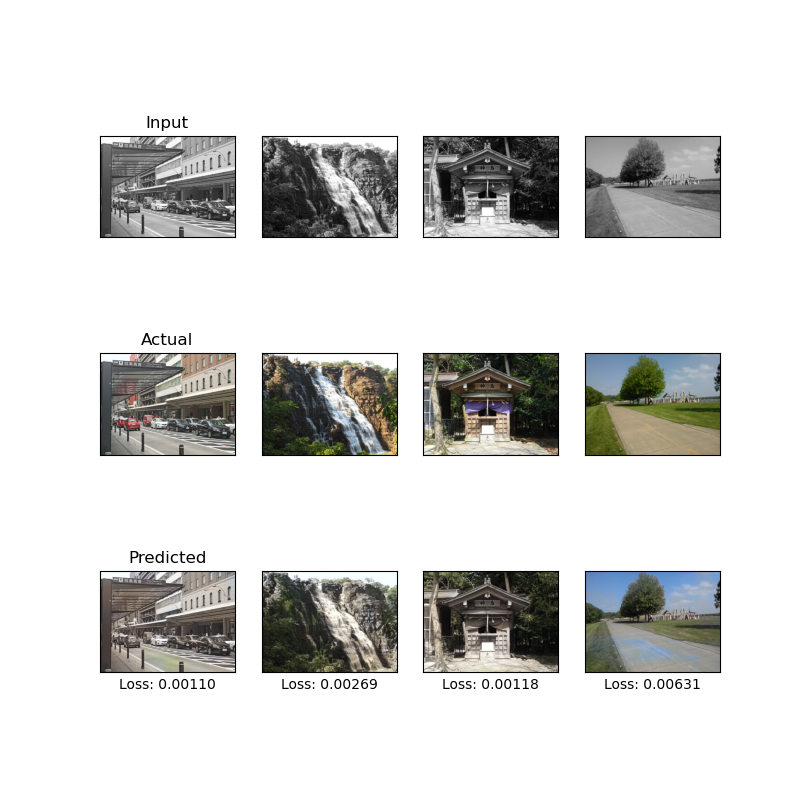 Input
Actual
Predicted
Loss: 0.00110
Loss: 0.00269
Loss: 0.00118
Loss: 0.00631